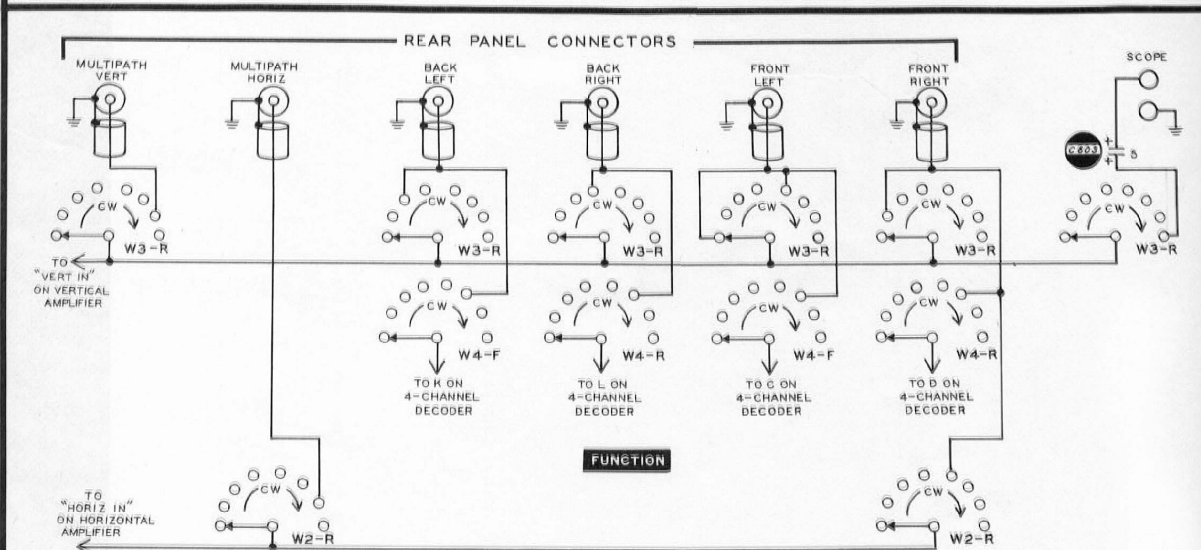 REAR PANEL CONNECTORS
MULTIPATH
VERT
MULTIPATH
HORIZ
BACK
LEFT
BACK
RIGHT
FRONT
LEFT
FRONT
RIGHT
SCOPE
C803
+
+
5
CW
CW
CW
CW
CW
CW
W3-R
W3-R
W3-R
W3-R
W3-R
W3-R
TO
"VERT IN"
ON VERTICAL
AMPLIFIER
CW
CW
CW
CW
W4-F
W4-R
W4-F
W4-R
TO K ON
4-CHANNEL
DECODER
TO L ON
4-CHANNEL
DECODER
TO C ON
4-CHANNEL
DECODER
TO D ON
4-CHANNEL
DECODER
FUNCTION
TO
"HORIZ IN"
ON HORIZONTAL
AMPLIFIER
CW
W2-R
CW
W2-R